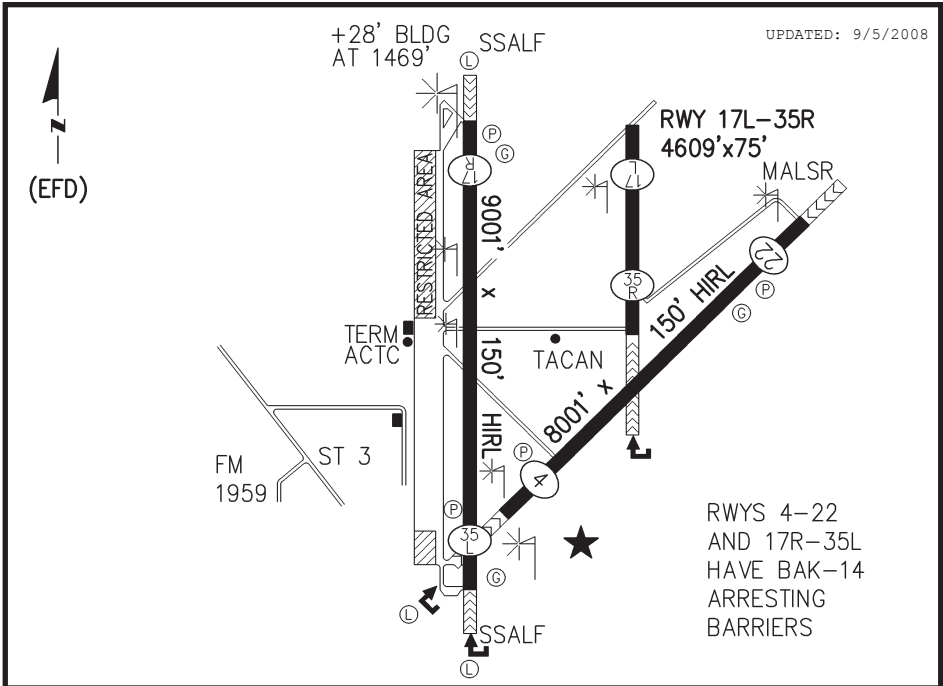 +28' BLDG
AT 1469'
SSALF
L
UPDATED: 9/5/2008
N
(EFD)
P
G
17
R
RWY 17L-35R
4609'x75'
17
L
MALSR
RESTRICTED AREA
9001' x 150' HIRL
22
P
G
35
R
150' HIRL
8001' x
TERM
ACTC
TACAN
ST 3
FM
1959
P
4
P
35
L
G
L
SSALF
L
RWYS 4-22
AND 17R-35L
HAVE BAK-14
ARRESTING
BARRIERS